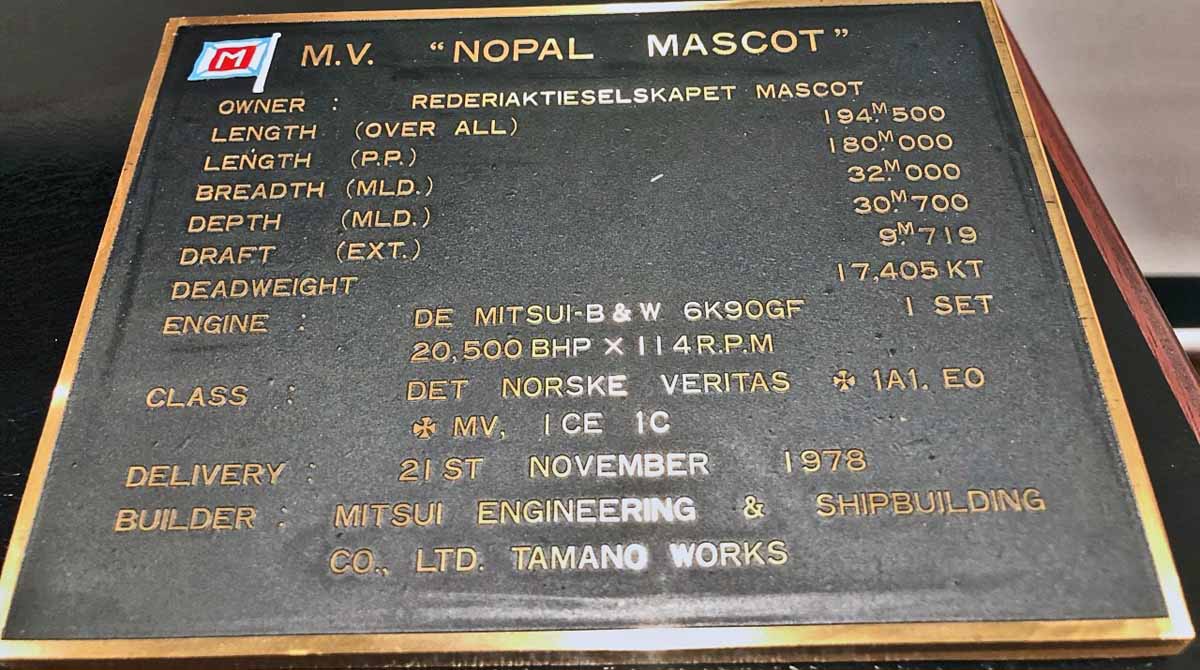 M M.V. "NOPAL MASCOT"
OWNER : REDERIAKTIESELSKAPET MASCOT
LENGTH (OVER ALL) 194.ᴹ500
LENGTH (P.P.) 180.ᴹ000
BREADTH (MLD.) 32.ᴹ000
DEPTH (MLD.) 30.ᴹ700
DRAFT (EXT.) 9.ᴹ719
DEADWEIGHT 17,405 KT
ENGINE : DE MITSUI-B & W 6K90GF 1 SET
20,500 BHP × 114 R.P.M
CLASS : DET NORSKE VERITAS ✠ 1A1. EO
✠ MV, ICE 1C
DELIVERY : 21ST NOVEMBER 1978
BUILDER : MITSUI ENGINEERING & SHIPBUILDING
CO., LTD. TAMANO WORKS